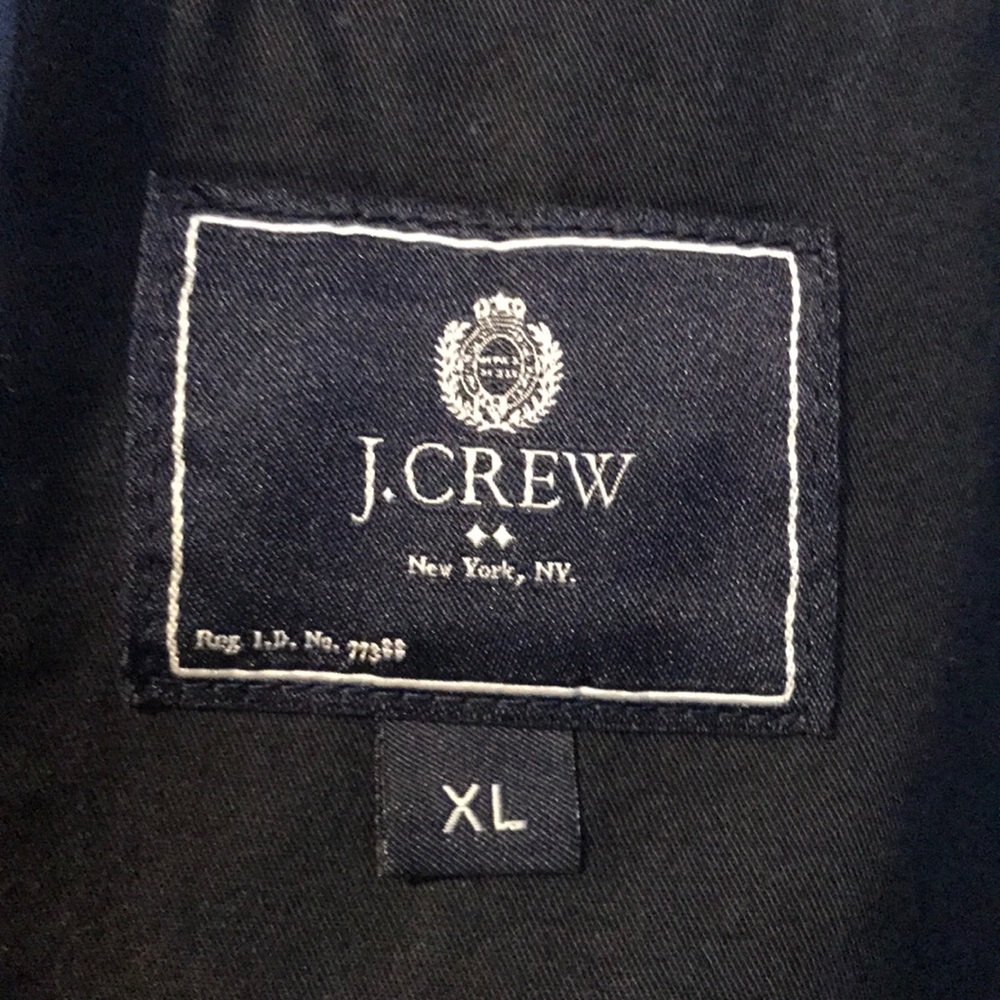 J.CREW
New York, NY.
Reg. I.D. No. 77388
XL